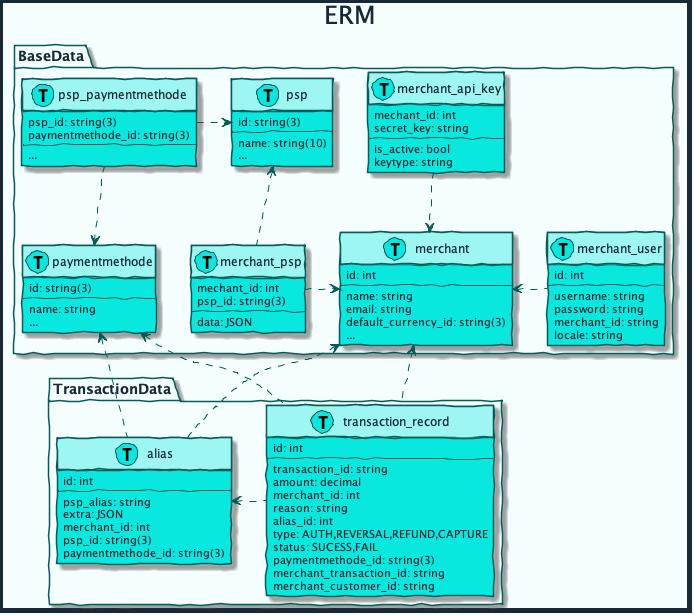 ERM
BaseData
T psp_paymentmethode
psp_id: string(3)
paymentmethode_id: string(3)
...
T psp
id: string(3)
name: string(10)
...
T merchant_api_key
mechant_id: int
secret_key: string
is_active: bool
keytype: string
T paymentmethode
id: string(3)
name: string
...
T merchant_psp
mechant_id: int
psp_id: string(3)
data: JSON
T merchant
id: int
name: string
email: string
default_currency_id: string(3)
...
T merchant_user
id: int
username: string
password: string
merchant_id: string
locale: string
TransactionData
T alias
id: int
psp_alias: string
extra: JSON
merchant_id: int
psp_id: string(3)
paymentmethode_id: string(3)
T transaction_record
id: int
transaction_id: string
amount: decimal
merchant_id: int
reason: string
alias_id: int
type: AUTH,REVERSAL,REFUND,CAPTURE
status: SUCESS,FAIL
paymentmethode_id: string(3)
merchant_transaction_id: string
merchant_customer_id: string